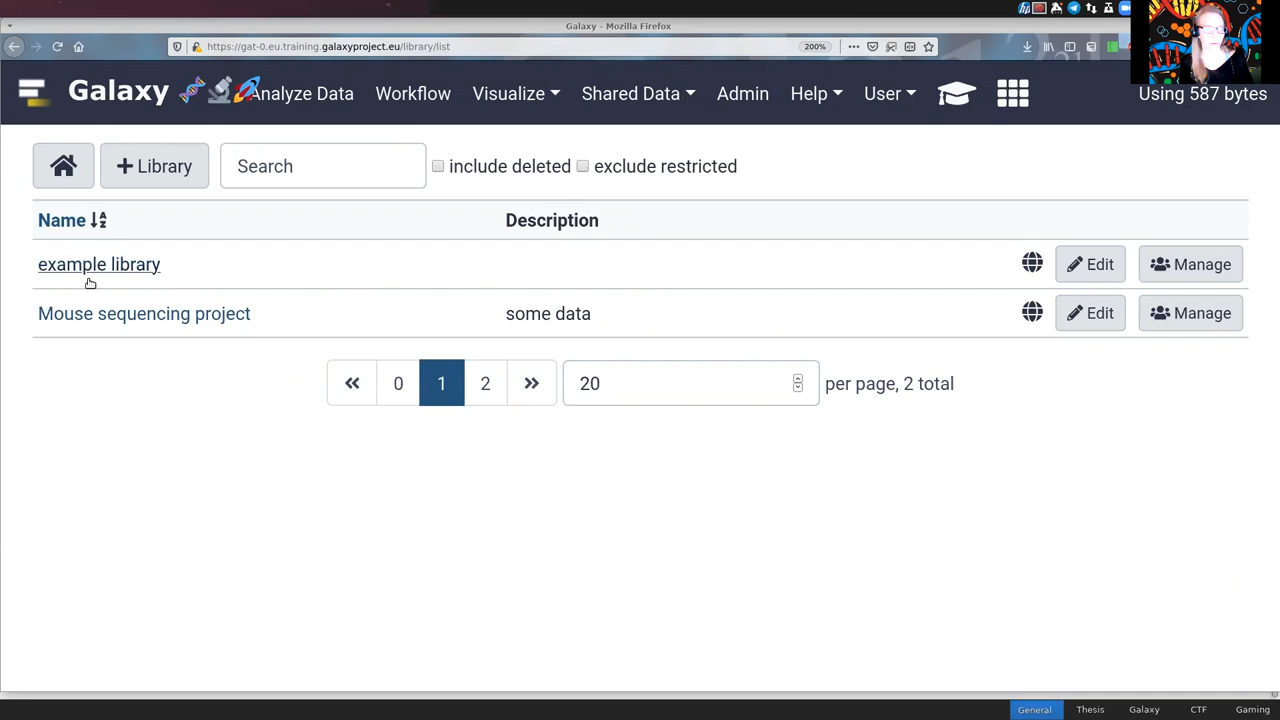 Galaxy - Mozilla Firefox
https://gat-0.eu.training.galaxyproject.eu/library/list
200%
Galaxy
Analyze Data
Workflow
Visualize
Shared Data
Admin
Help
User
Using 587 bytes
Library
Search
include deleted
exclude restricted
Name
Description
example library
Edit
Manage
Mouse sequencing project
some data
Edit
Manage
« 0 1 2 »
20
per page, 2 total
General
Thesis
Galaxy
CTF
Gaming